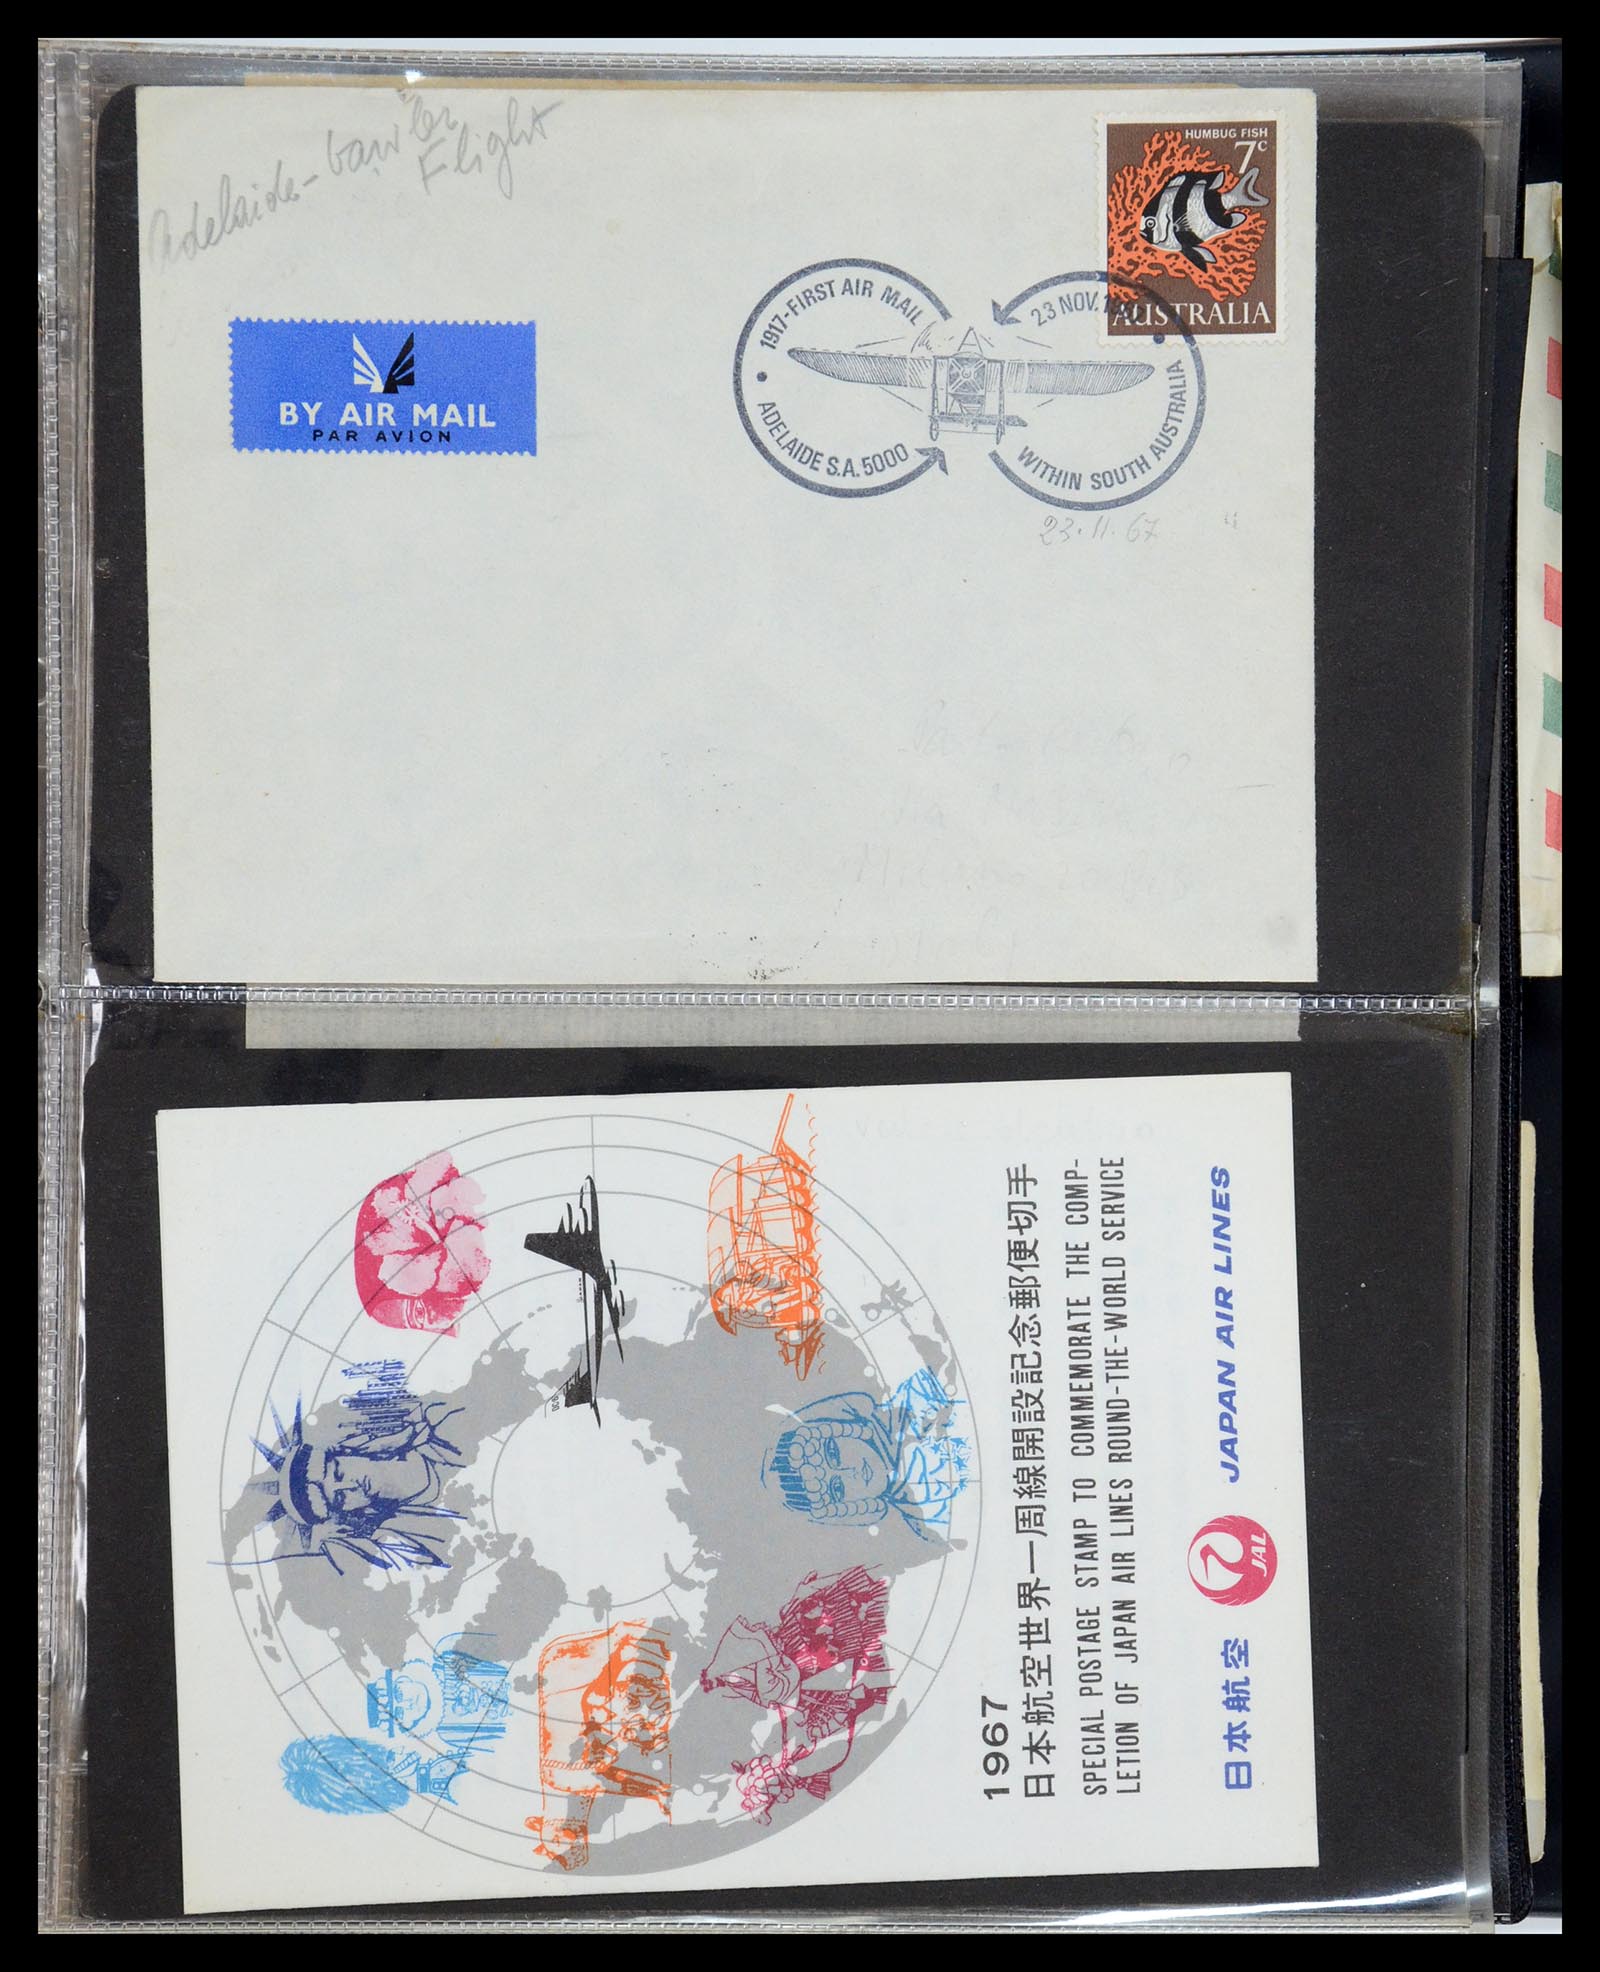 Adelaide-Gawler
Flight
HUMBUG FISH
7c
AUSTRALIA
BY AIR MAIL
PAR AVION
1917-FIRST AIR MAIL
ADELAIDE S.A. 5000
23 NOV. 19
WITHIN SOUTH AUSTRALIA
23.11.67
1967
日本航空世界一周線開設記念郵便切手
SPECIAL POSTAGE STAMP TO COMMEMORATE THE COMP-
LETION OF JAPAN AIR LINES ROUND-THE-WORLD SERVICE
日本航空 JAL JAPAN AIR LINES